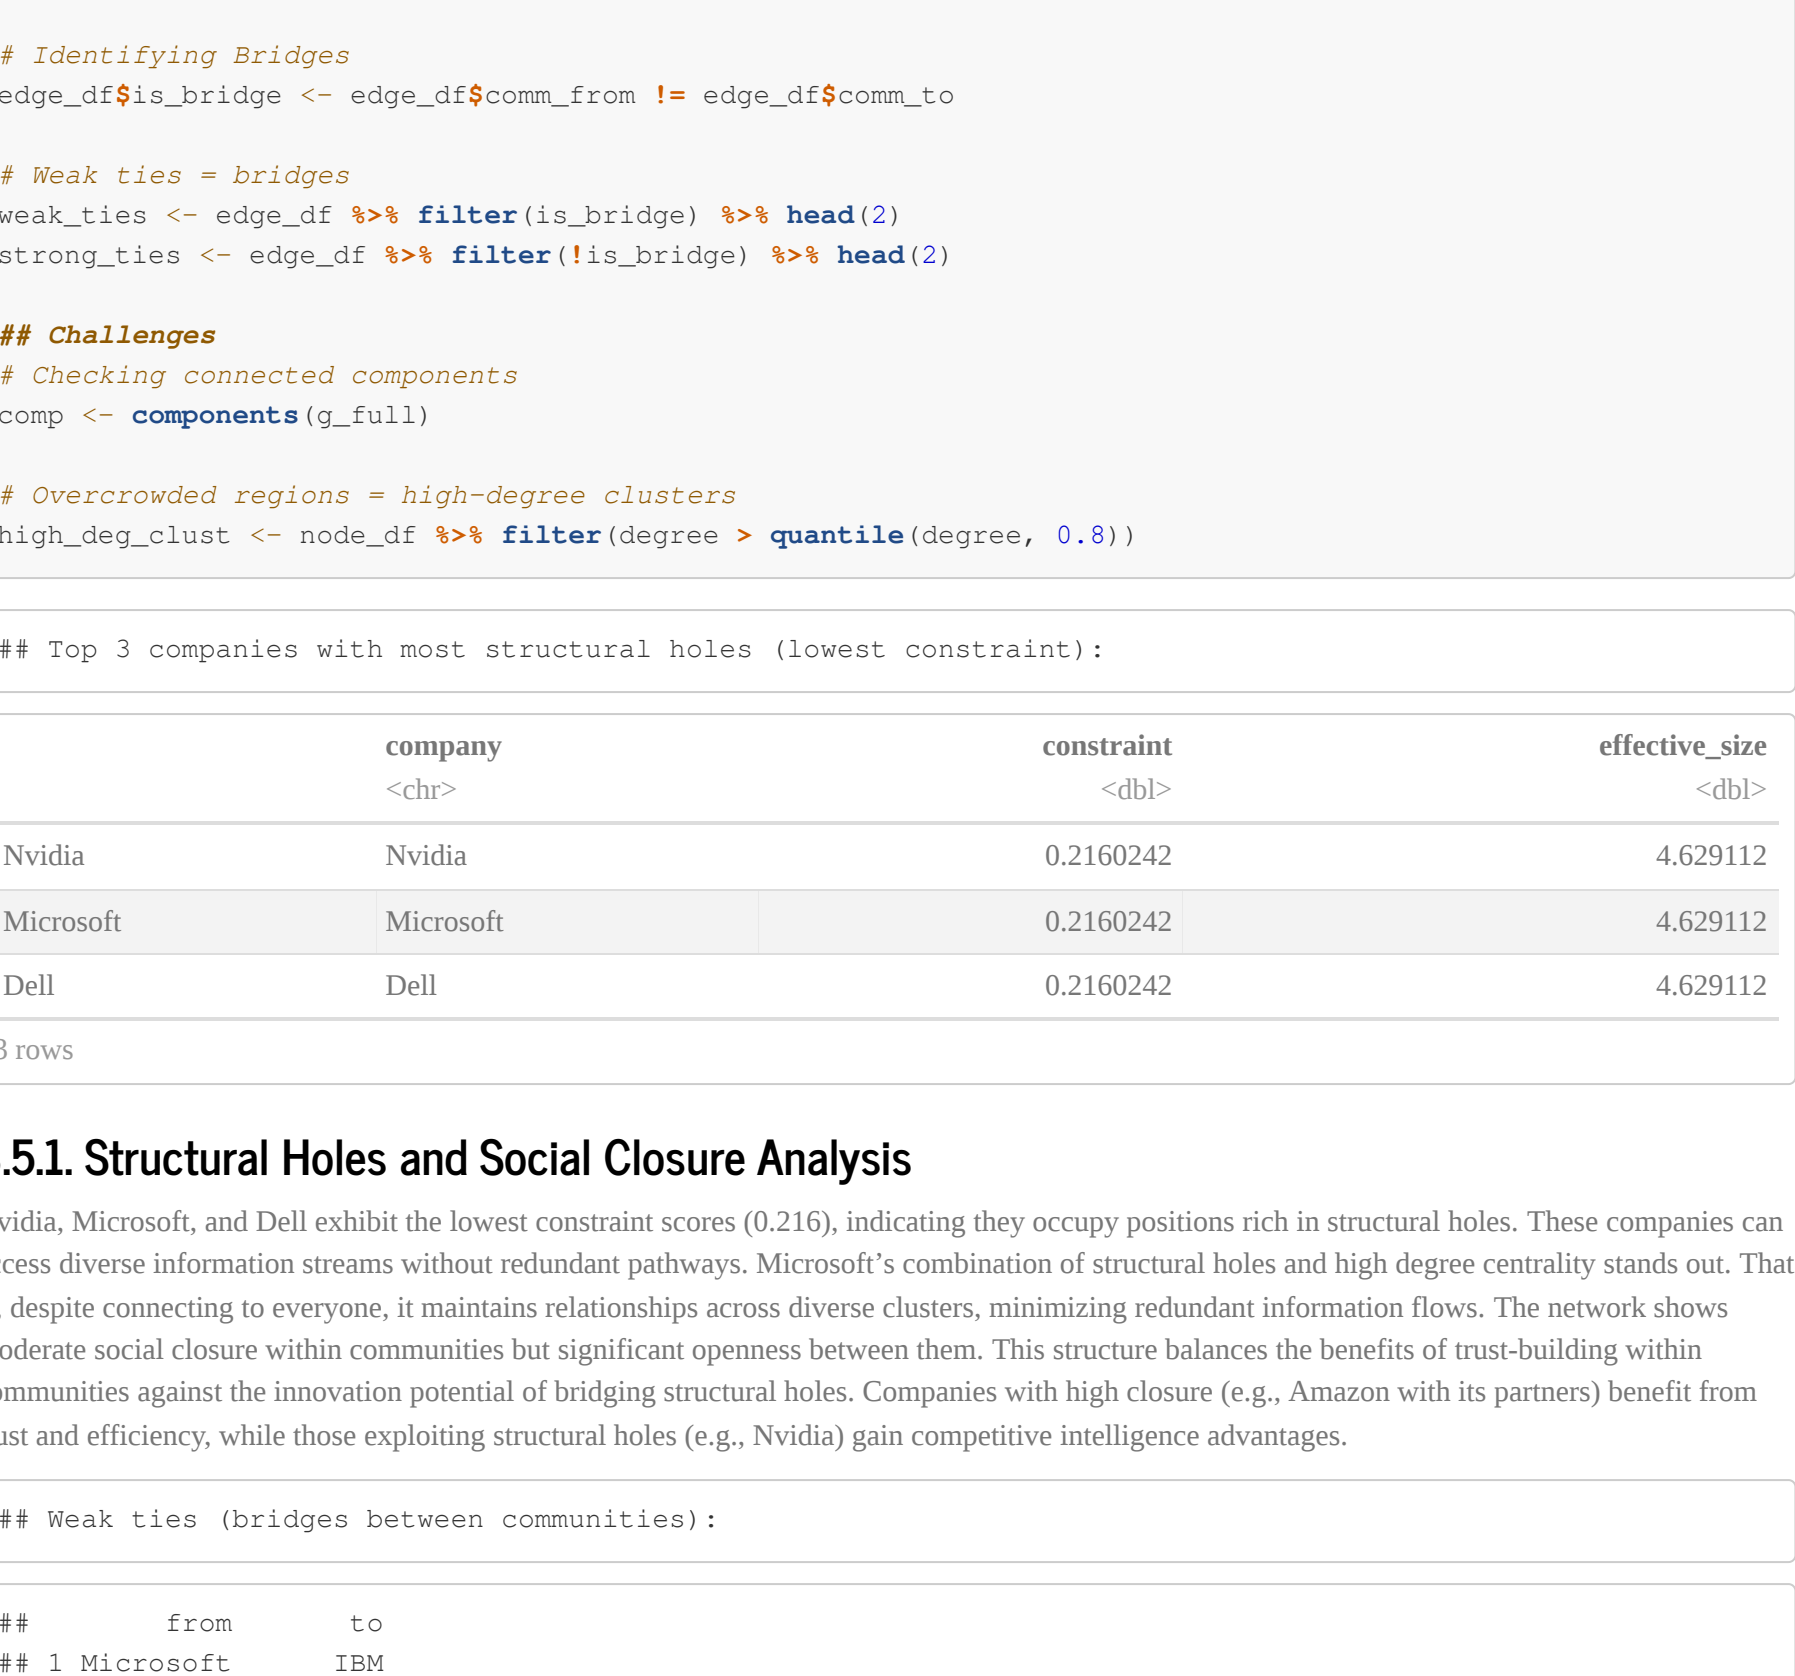 # Identifying Bridges
edge_df$is_bridge <- edge_df$comm_from != edge_df$comm_to
# Weak ties = bridges
weak_ties <- edge_df %>% filter(is_bridge) %>% head(2)
strong_ties <- edge_df %>% filter(!is_bridge) %>% head(2)
## Challenges
# Checking connected components
comp <- components(g_full)
# Overcrowded regions = high-degree clusters
high_deg_clust <- node_df %>% filter(degree > quantile(degree, 0.8))
## Top 3 companies with most structural holes (lowest constraint):
company constraint effective_size
<chr> <dbl> <dbl>
Nvidia Nvidia 0.2160242 4.629112
Microsoft Microsoft 0.2160242 4.629112
Dell Dell 0.2160242 4.629112
3 rows
.5.1. Structural Holes and Social Closure Analysis
vidia, Microsoft, and Dell exhibit the lowest constraint scores (0.216), indicating they occupy positions rich in structural holes. These companies can
ccess diverse information streams without redundant pathways. Microsoft’s combination of structural holes and high degree centrality stands out. That
, despite connecting to everyone, it maintains relationships across diverse clusters, minimizing redundant information flows. The network shows
oderate social closure within communities but significant openness between them. This structure balances the benefits of trust-building within
ommunities against the innovation potential of bridging structural holes. Companies with high closure (e.g., Amazon with its partners) benefit from
ust and efficiency, while those exploiting structural holes (e.g., Nvidia) gain competitive intelligence advantages.
## Weak ties (bridges between communities):
## from to
## 1 Microsoft IBM